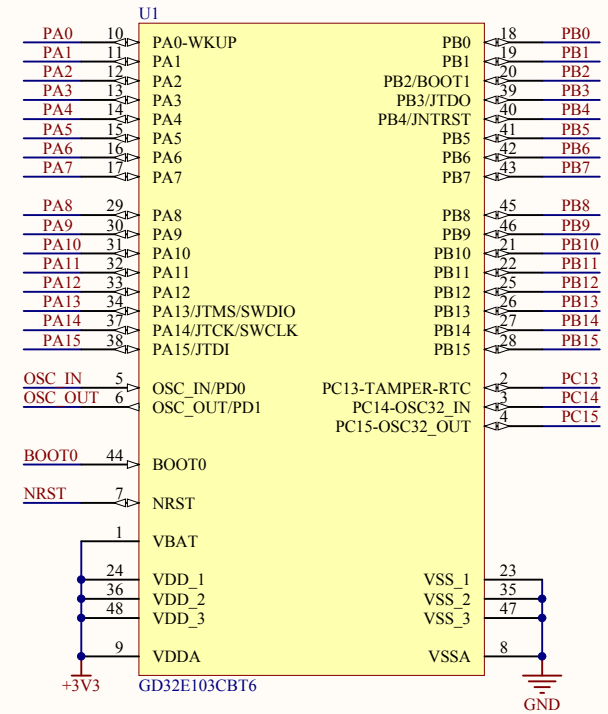 U1
PA0 10 PA0-WKUP PB0 18 PB0
PA1 11 PA1 PB1 19 PB1
PA2 12 PA2 PB2/BOOT1 20 PB2
PA3 13 PA3 PB3/JTDO 39 PB3
PA4 14 PA4 PB4/JNTRST 40 PB4
PA5 15 PA5 PB5 41 PB5
PA6 16 PA6 PB6 42 PB6
PA7 17 PA7 PB7 43 PB7
PA8 29 PA8 PB8 45 PB8
PA9 30 PA9 PB9 46 PB9
PA10 31 PA10 PB10 21 PB10
PA11 32 PA11 PB11 22 PB11
PA12 33 PA12 PB12 25 PB12
PA13 34 PA13/JTMS/SWDIO PB13 26 PB13
PA14 37 PA14/JTCK/SWCLK PB14 27 PB14
PA15 38 PA15/JTDI PB15 28 PB15
OSC_IN 5 OSC_IN/PD0 PC13-TAMPER-RTC 2 PC13
OSC_OUT 6 OSC_OUT/PD1 PC14-OSC32_IN 3 PC14
PC15-OSC32_OUT 4 PC15
BOOT0 44 BOOT0
NRST 7 NRST
1 VBAT
24 VDD_1 VSS_1 23
36 VDD_2 VSS_2 35
48 VDD_3 VSS_3 47
9 VDDA VSSA 8
+3V3 GD32E103CBT6
GND